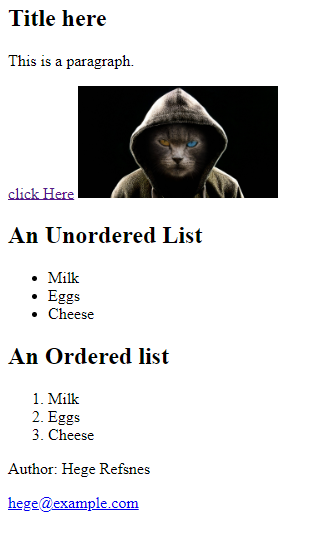 Title here
This is a paragraph.
click Here
An Unordered List
Milk
Eggs
Cheese
An Ordered list
1. Milk
2. Eggs
3. Cheese
Author: Hege Refsnes
hege@example.com